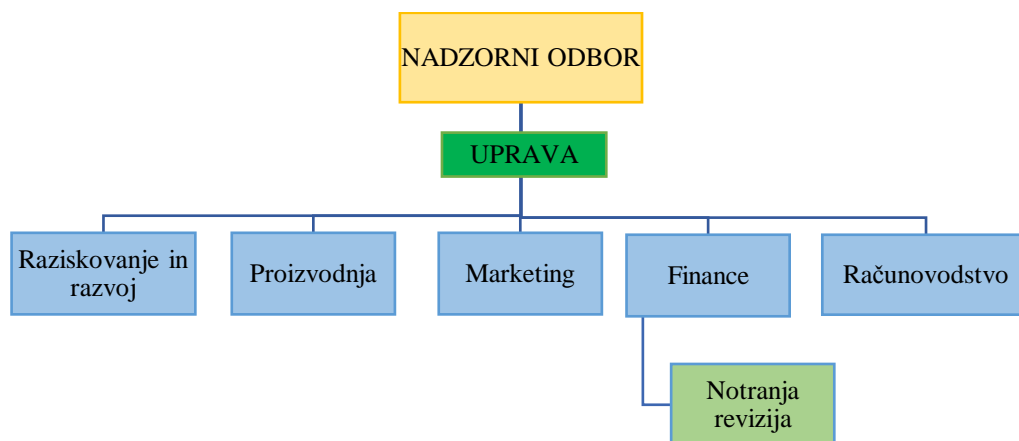 NADZORNI ODBOR
UPRAVA
Raziskovanje in
razvoj
Proizvodnja
Marketing
Finance
Računovodstvo
Notranja
revizija